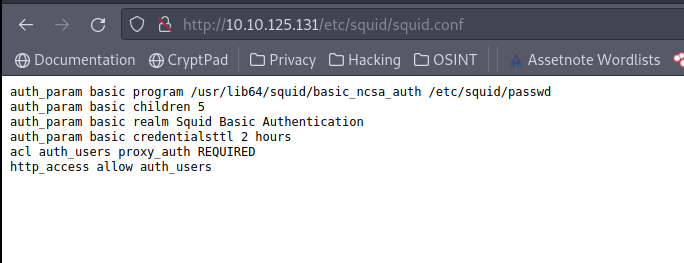 http://10.10.125.131/etc/squid/squid.conf
Documentation CryptPad Privacy Hacking OSINT Assetnote Wordlists
auth_param basic program /usr/lib64/squid/basic_ncsa_auth /etc/squid/passwd
auth_param basic children 5
auth_param basic realm Squid Basic Authentication
auth_param basic credentialsttl 2 hours
acl auth_users proxy_auth REQUIRED
http_access allow auth_users